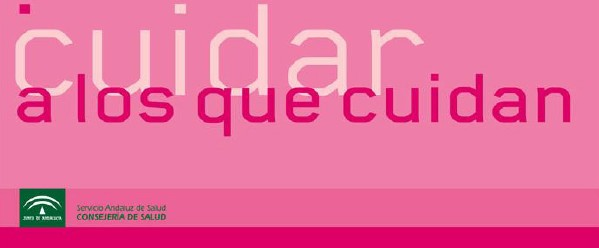 cuidar
a los que cuidan
JUNTA DE ANDALUCIA
Servicio Andaluz de Salud
CONSEJERÍA DE SALUD